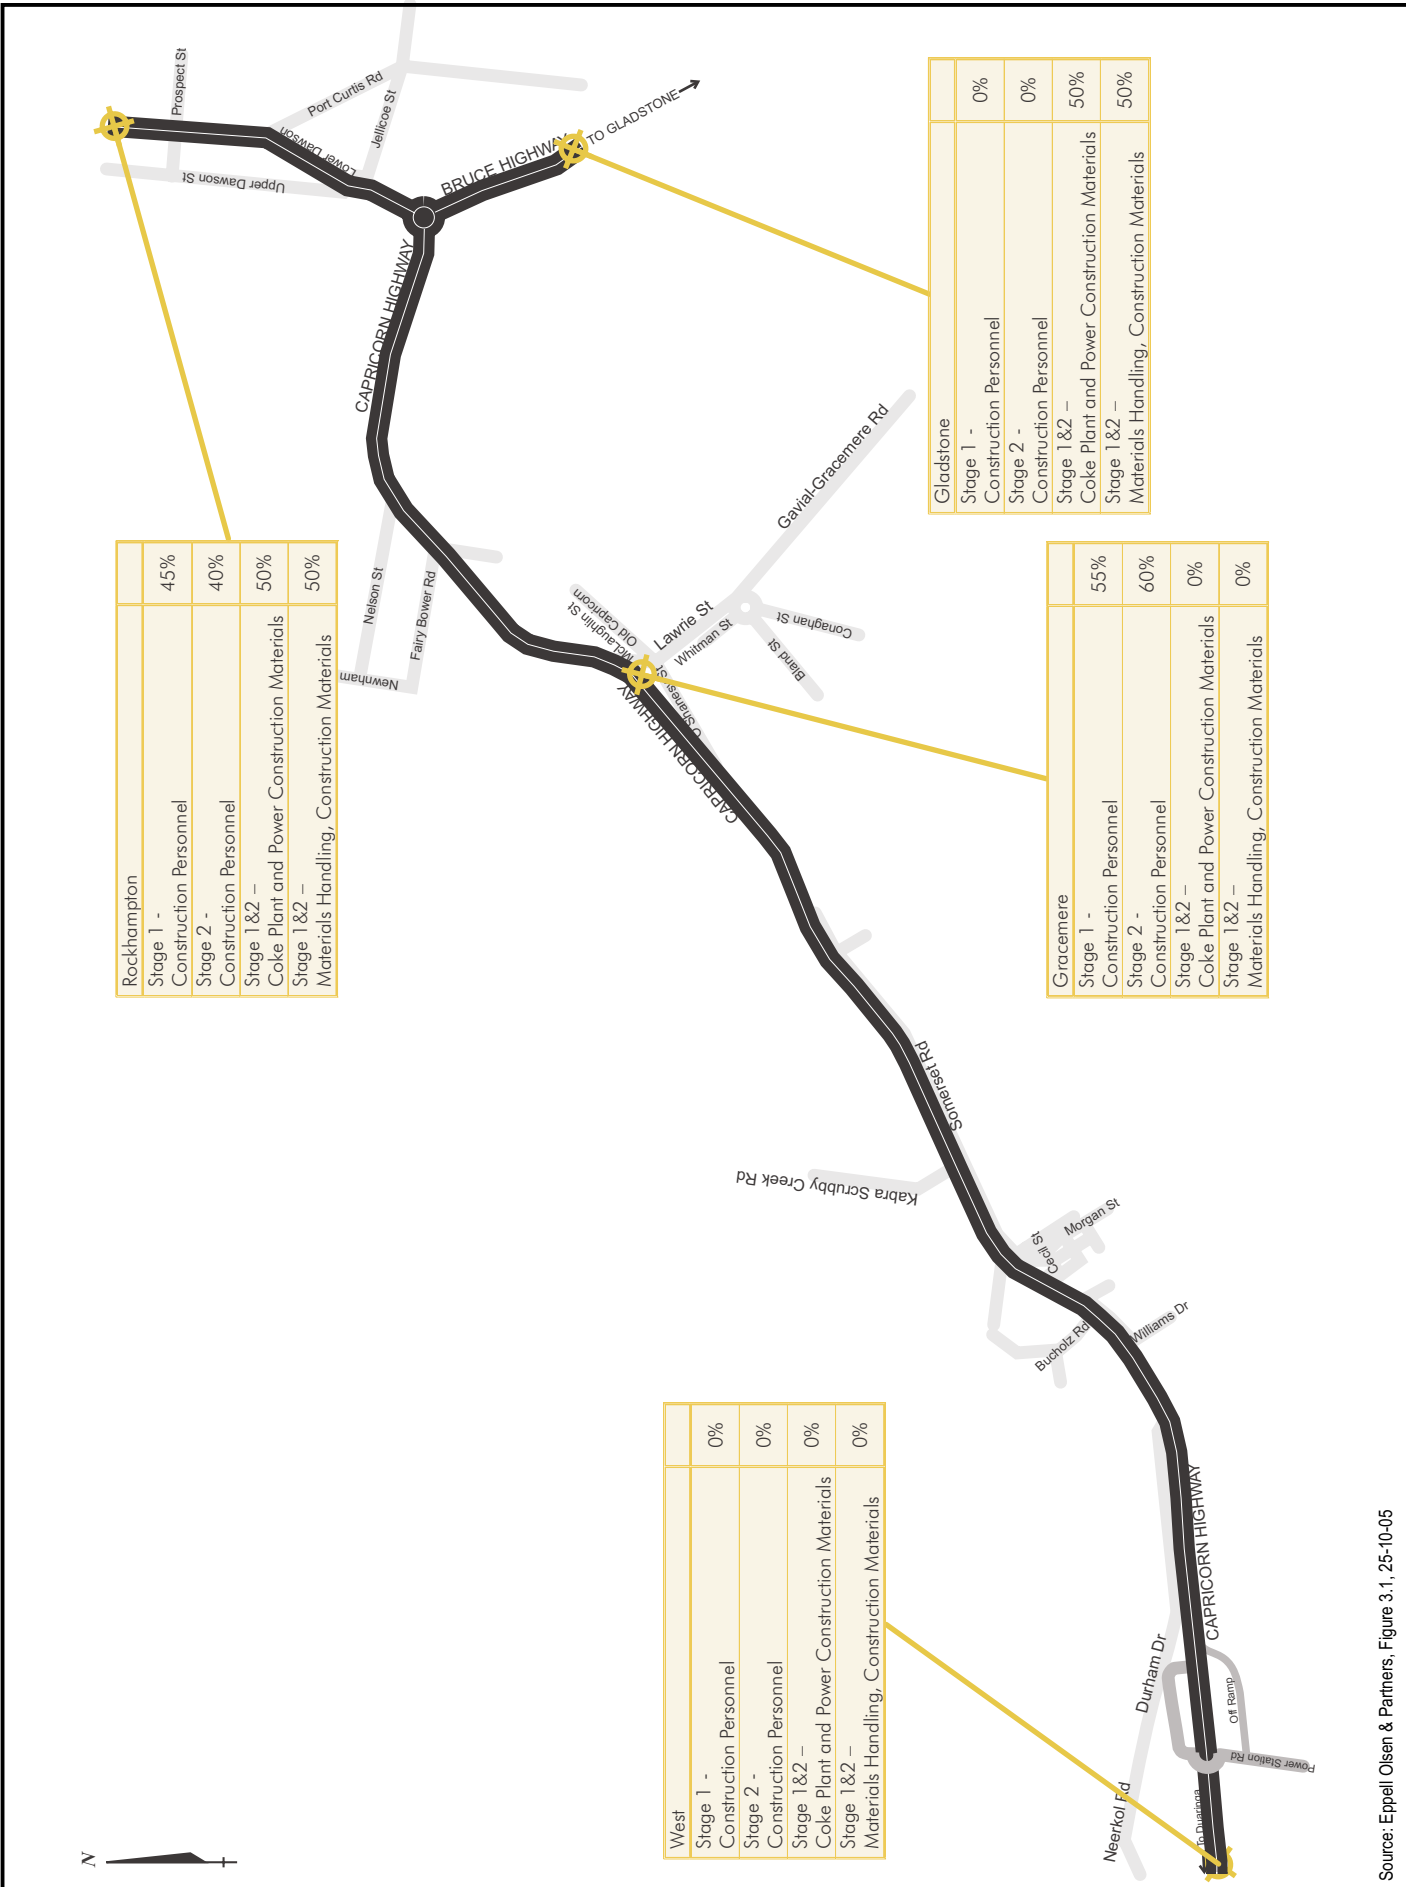 N
Rockhampton
Stage 1 -
Construction Personnel 45%
Stage 2 -
Construction Personnel 40%
Stage 1&2 –
Coke Plant and Power Construction Materials 50%
Stage 1&2 –
Materials Handling, Construction Materials 50%
Gladstone
Stage 1 -
Construction Personnel 0%
Stage 2 -
Construction Personnel 0%
Stage 1&2 –
Coke Plant and Power Construction Materials 50%
Stage 1&2 –
Materials Handling, Construction Materials 50%
Gracemere
Stage 1 -
Construction Personnel 55%
Stage 2 -
Construction Personnel 60%
Stage 1&2 –
Coke Plant and Power Construction Materials 0%
Stage 1&2 –
Materials Handling, Construction Materials 0%
West
Stage 1 -
Construction Personnel 0%
Stage 2 -
Construction Personnel 0%
Stage 1&2 –
Coke Plant and Power Construction Materials 0%
Stage 1&2 –
Materials Handling, Construction Materials 0%
Prospect St
Port Curtis Rd
Lower Dawson
Jellicoe St
Upper Dawson St
BRUCE HIGHWAY
TO GLADSTONE
CAPRICORN HIGHWAY
Nelson St
Fairy Bower Rd
Newnham
Old Capricorn
McLaughlin St
Lawrie St
Whitman St
Gavial-Gracemere Rd
Conaghan St
Bland St
O'Shanesy St
CAPRICORN HIGHWAY
Somerset Rd
Kabra Scrubby Creek Rd
Morgan St
Cecil St
Bucholz Rd
Williams Dr
CAPRICORN HIGHWAY
Durham Dr
Neerkol Rd
Off Ramp
Power Station Rd
To Duaringa
Source: Eppell Olsen & Partners, Figure 3.1, 25-10-05